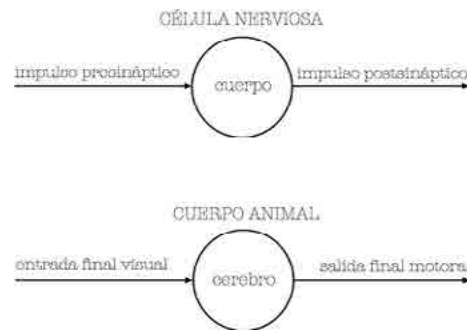 CÉLULA NERVIOSA
impulso presináptico
cuerpo
impulso postsináptico
CUERPO ANIMAL
entrada final visual
cerebro
salida final motora